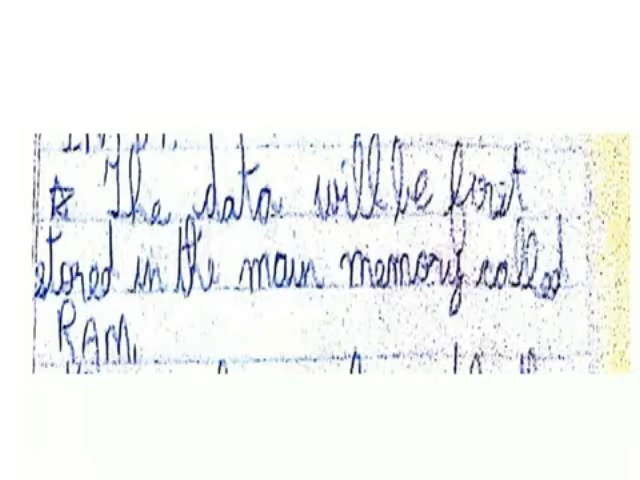 ☆ The data will be first
stored in the main memory called
RAM.